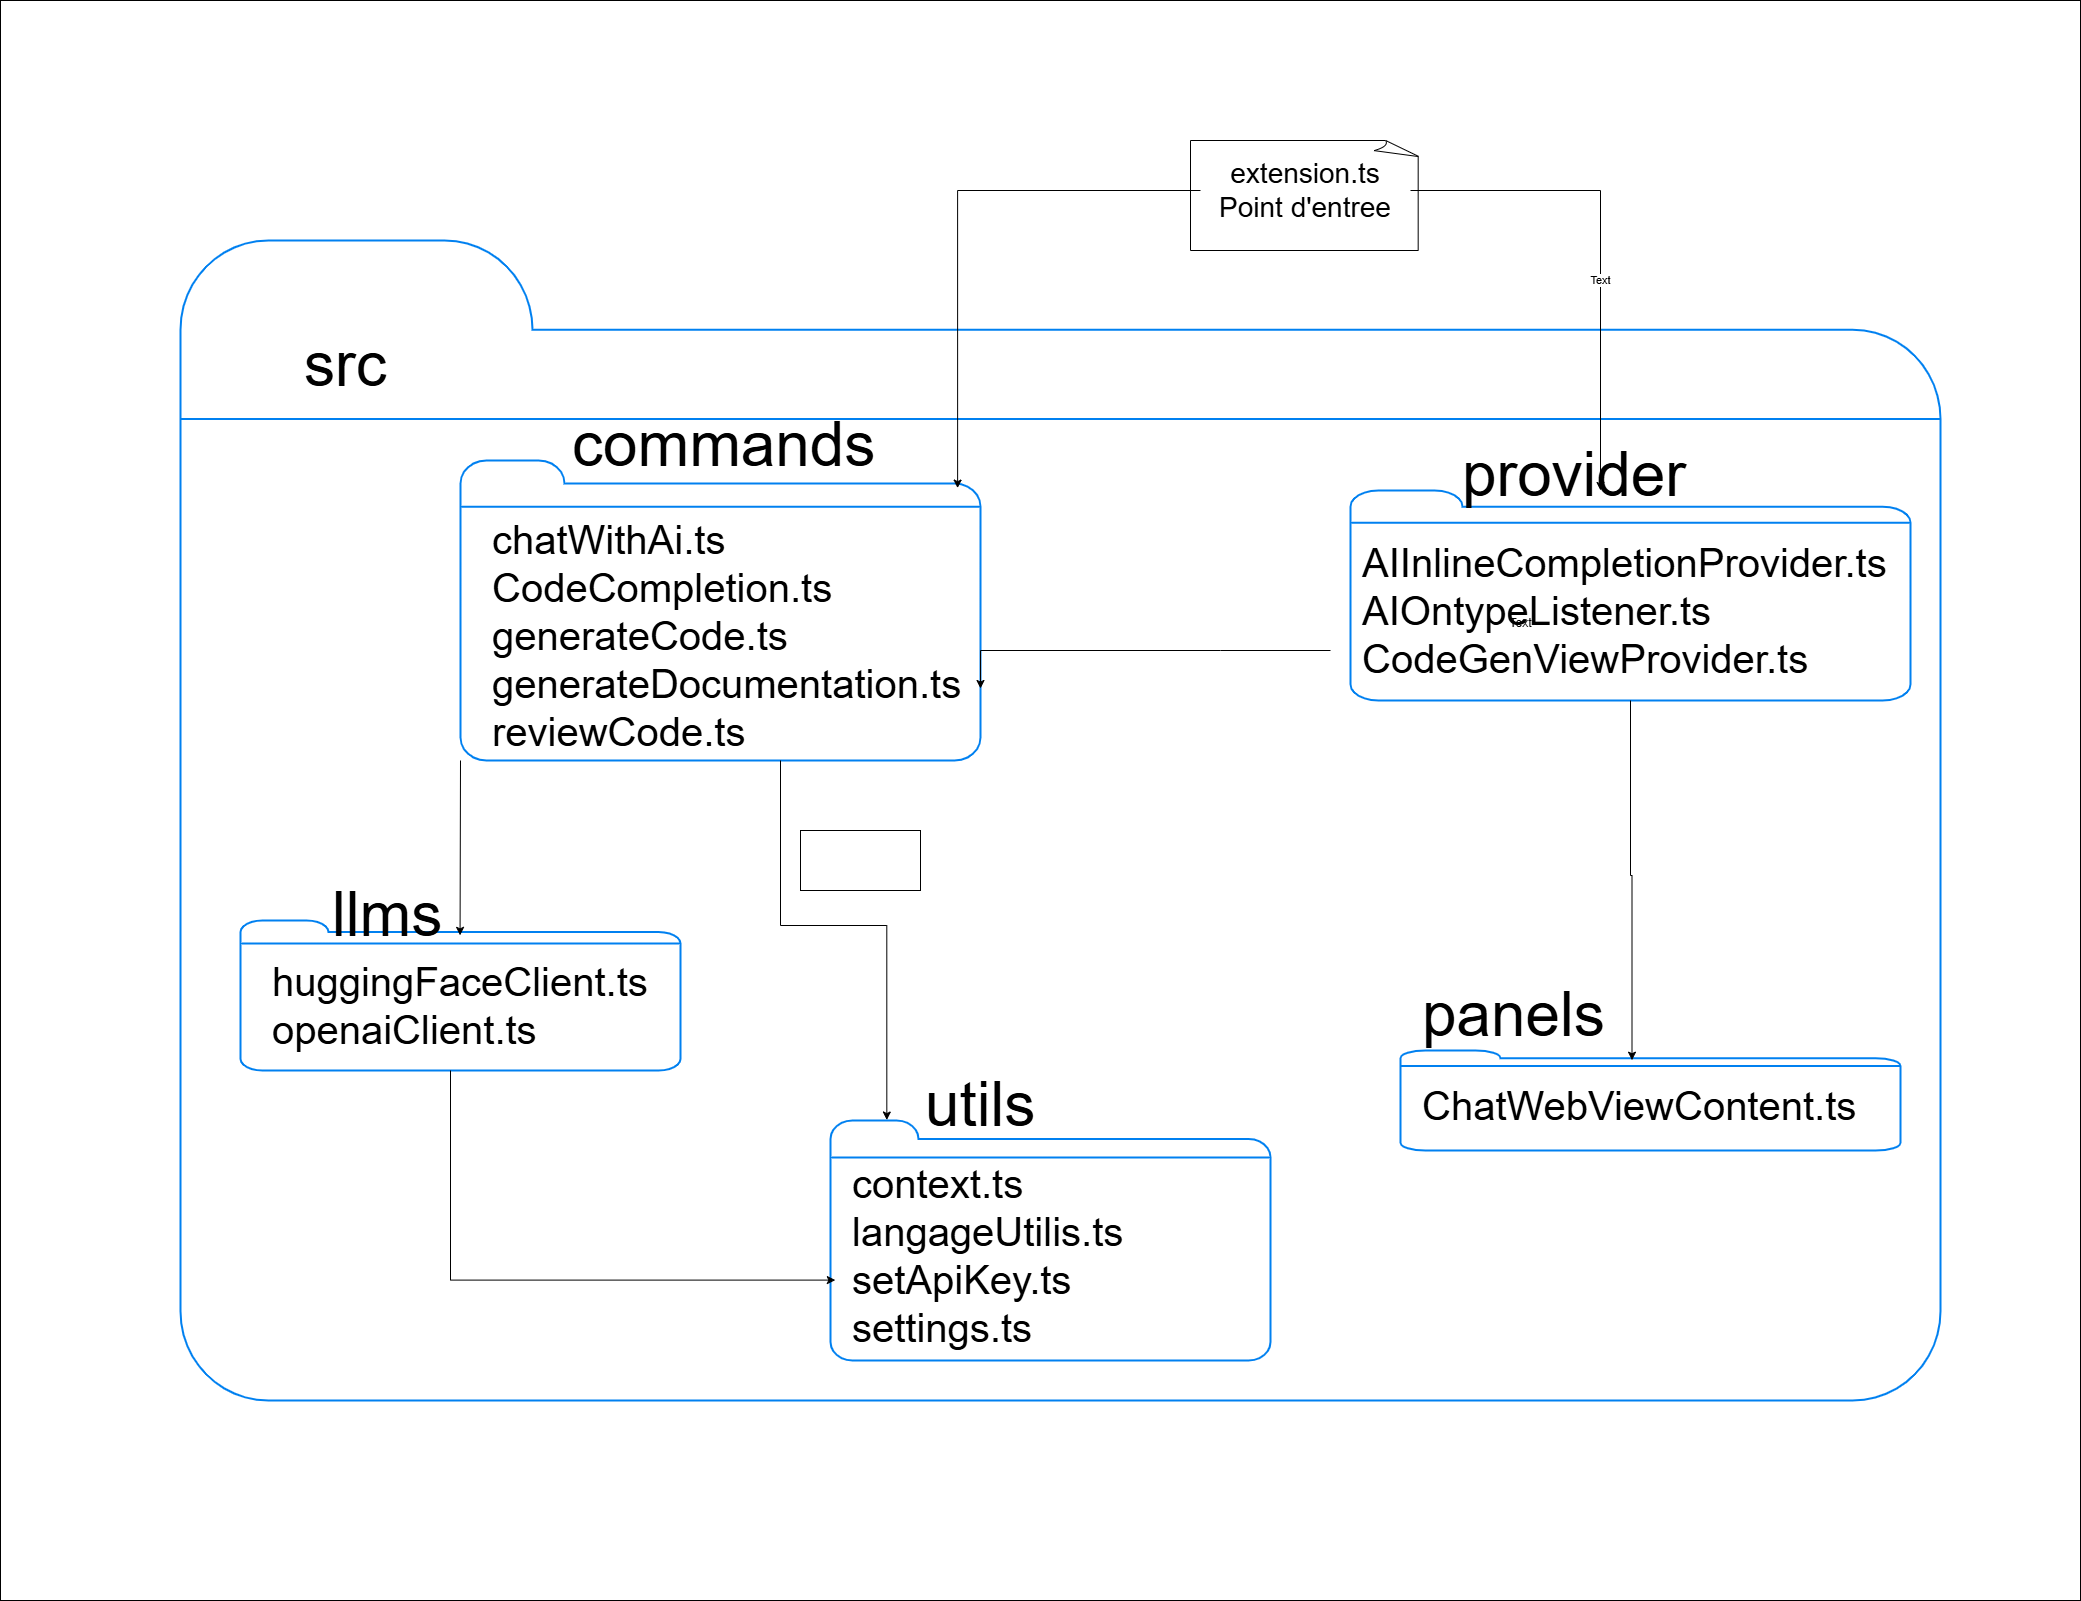 extension.ts
Point d'entree
Text
src
commands
chatWithAi.ts
CodeCompletion.ts
generateCode.ts
generateDocumentation.ts
reviewCode.ts
provider
AIInlineCompletionProvider.ts
AIOntypeListener.ts
Text
CodeGenViewProvider.ts
llms
huggingFaceClient.ts
openaiClient.ts
panels
ChatWebViewContent.ts
utils
context.ts
langageUtilis.ts
setApiKey.ts
settings.ts